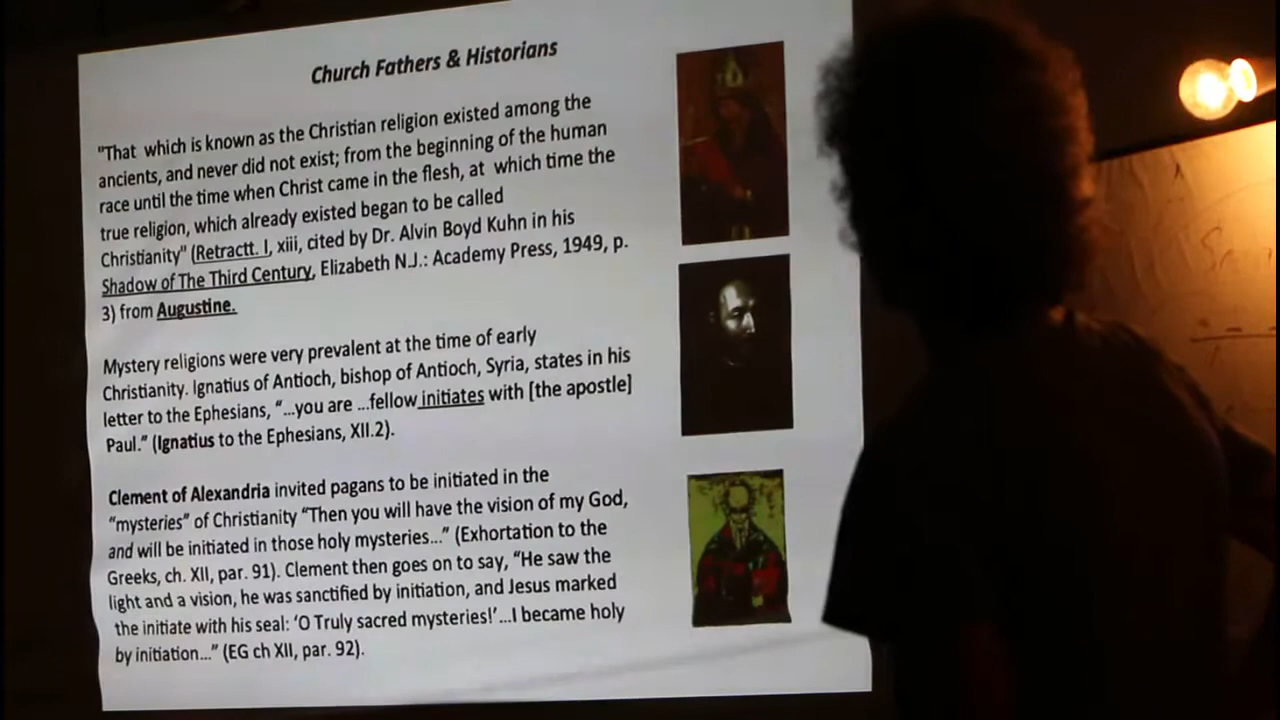 Church Fathers & Historians
"That which is known as the Christian religion existed among the
ancients, and never did not exist; from the beginning of the human
race until the time when Christ came in the flesh, at which time the
true religion, which already existed began to be called
Christianity" (Retractt. I, xiii, cited by Dr. Alvin Boyd Kuhn in his
Shadow of The Third Century, Elizabeth N.J.: Academy Press, 1949, p.
3) from Augustine.
Mystery religions were very prevalent at the time of early
Christianity. Ignatius of Antioch, bishop of Antioch, Syria, states in his
letter to the Ephesians, "...you are ...fellow initiates with [the apostle]
Paul." (Ignatius to the Ephesians, XII.2).
Clement of Alexandria invited pagans to be initiated in the
"mysteries" of Christianity "Then you will have the vision of my God,
and will be initiated in those holy mysteries..." (Exhortation to the
Greeks, ch. XII, par. 91). Clement then goes on to say, "He saw the
light and a vision, he was sanctified by initiation, and Jesus marked
the initiate with his seal: 'O Truly sacred mysteries!'...I became holy
by initiation..." (EG ch XII, par. 92).